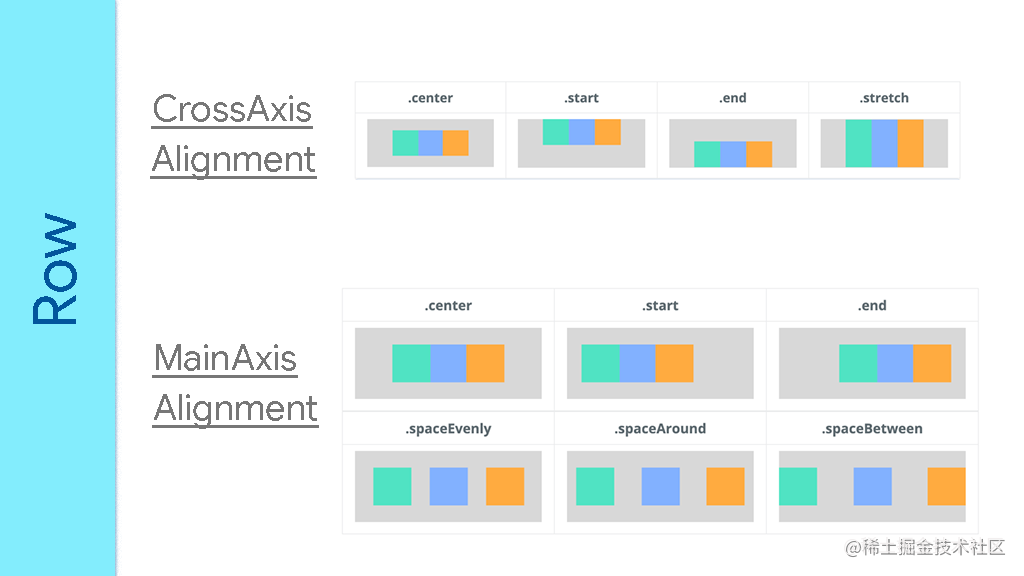 Row
CrossAxis
Alignment
.center .start .end .stretch
MainAxis
Alignment
.center .start .end
.spaceEvenly .spaceAround .spaceBetween
@稀土掘金技术社区